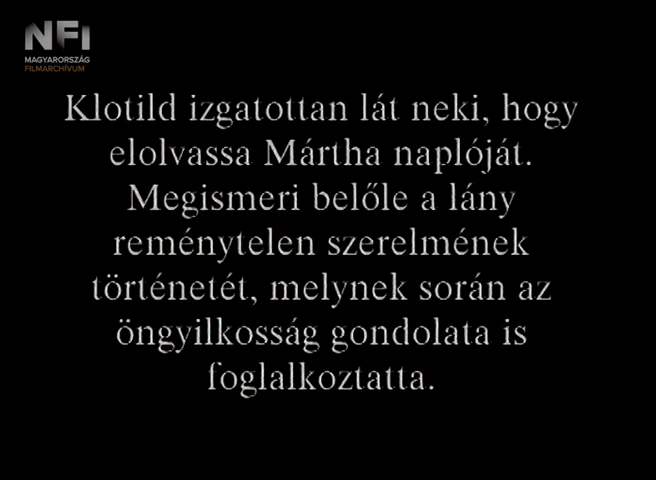 NFI
MAGYARORSZÁG
FILMARCHÍVUM
Klotild izgatottan lát neki, hogy
elolvassa Mártha naplóját.
Megismeri belőle a lány
reménytelen szerelmének
történetét, melynek során az
öngyilkosság gondolata is
foglalkoztatta.